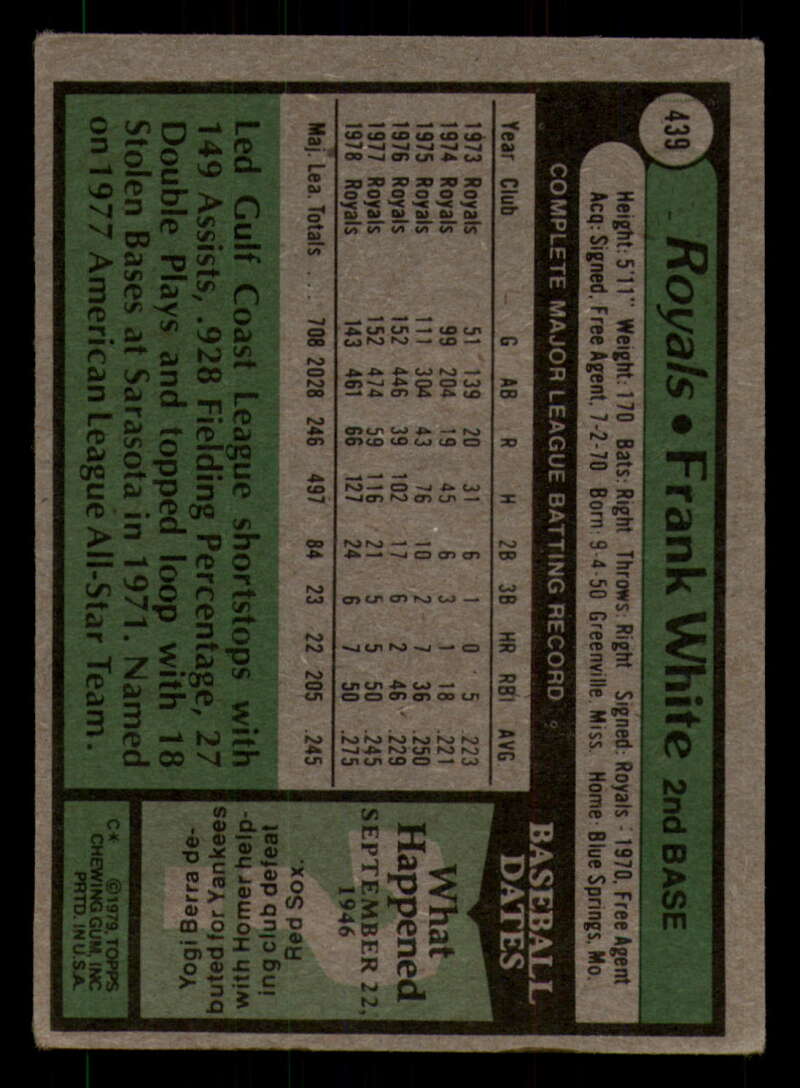 439
Royals • Frank White 2nd BASE
Height: 5'11" Weight: 170 Bats: Right Throws: Right Signed: Royals - 1970, Free Agent
Acq: Signed, Free Agent, 7-2-70 Born: 9-4-50 Greenville, Miss. Home: Blue Springs, Mo.
COMPLETE MAJOR LEAGUE BATTING RECORD
Year Club G AB R H 2B 3B HR RBI AVG
1973 Royals 51 139 20 31 6 1 0 5 .223
1974 Royals 99 204 19 45 6 3 1 18 .221
1975 Royals 111 304 43 76 10 2 7 36 .250
1976 Royals 152 446 39 102 17 6 2 46 .229
1977 Royals 152 474 59 116 21 5 5 50 .245
1978 Royals 143 461 66 127 24 6 7 50 .275
Maj. Lea. Totals . . . 708 2028 246 497 84 23 22 205 .245
Led Gulf Coast League shortstops with
149 Assists, .928 Fielding Percentage, 27
Double Plays and topped loop with 18
Stolen Bases at Sarasota in 1971. Named
on 1977 American League All-Star Team.
BASEBALL
DATES
What
Happened
SEPTEMBER 22,
1946
Yogi Berra de-
buted for Yankees
with Homer help-
ing club defeat
Red Sox.
C* ©1979, TOPPS
CHEWING GUM, INC
PRTD. IN U.S.A.